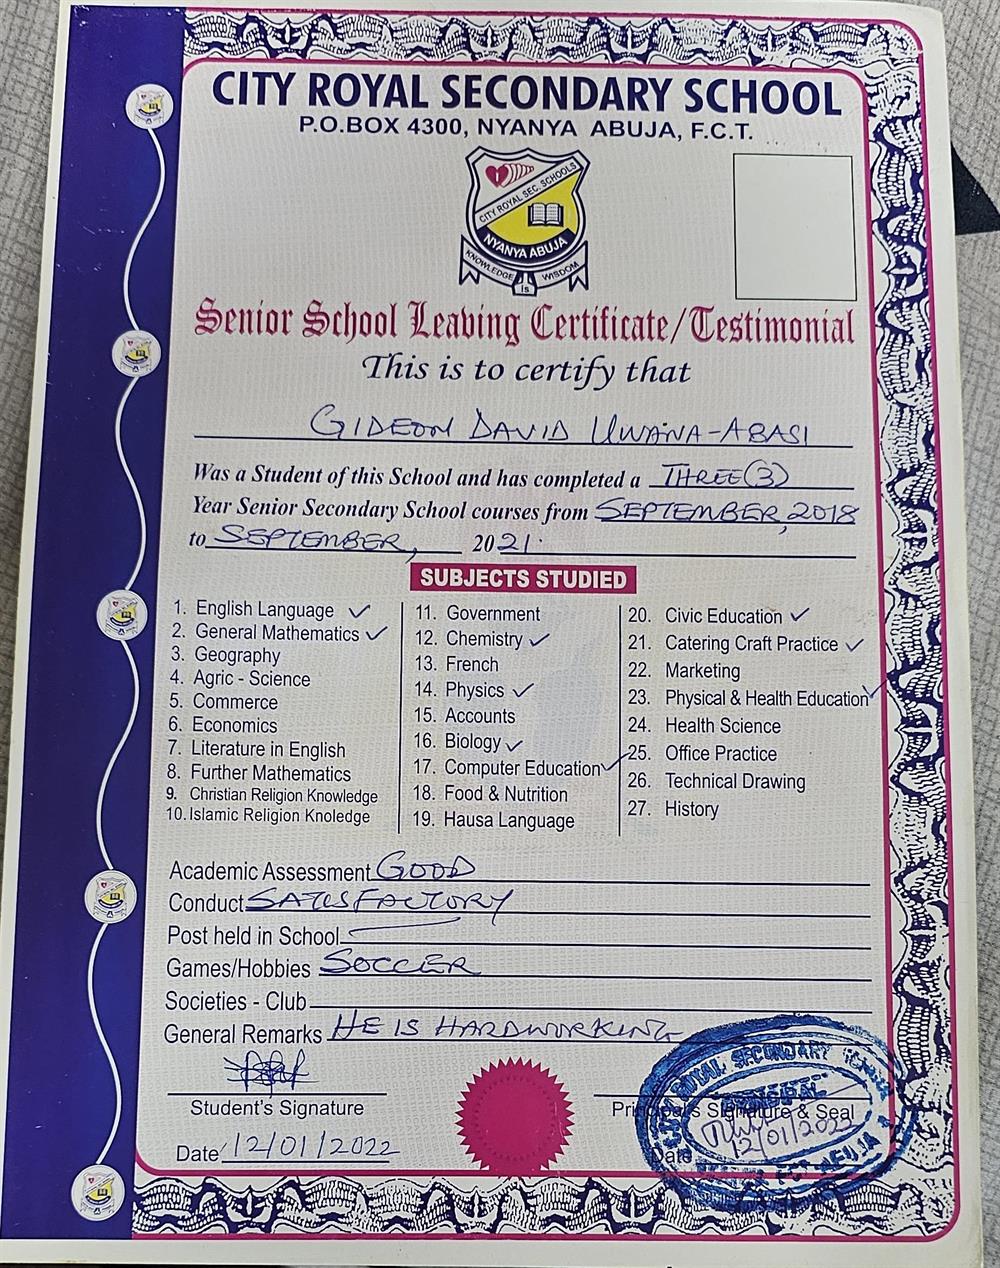 CITY ROYAL SECONDARY SCHOOL
P.O.BOX 4300, NYANYA ABUJA, F.C.T.
CITY ROYAL SEC. SCHOOLS
NYANYA ABUJA
KNOWLEDGE is WISDOM
Senior School Leaving Certificate/Testimonial
This is to certify that
GIDEON DAVID UWANA-ABASI
Was a Student of this School and has completed a THREE(3)
Year Senior Secondary School courses from SEPTEMBER, 2018
to SEPTEMBER, 2021.
SUBJECTS STUDIED
1. English Language ✓
2. General Mathematics ✓
3. Geography
4. Agric - Science
5. Commerce
6. Economics
7. Literature in English
8. Further Mathematics
9. Christian Religion Knowledge
10. Islamic Religion Knoledge
11. Government
12. Chemistry ✓
13. French
14. Physics ✓
15. Accounts
16. Biology ✓
17. Computer Education ✓
18. Food & Nutrition
19. Hausa Language
20. Civic Education ✓
21. Catering Craft Practice ✓
22. Marketing
23. Physical & Health Education ✓
24. Health Science
25. Office Practice
26. Technical Drawing
27. History
Academic Assessment GOOD
Conduct SATISFACTORY
Post held in School
Games/Hobbies SOCCER
Societies - Club
General Remarks HE IS HARDWORKING
Student's Signature
Date 12/01/2022
Principal's Signature & Seal
Date 12/01/2022
ROYAL SECONDARY
PRINCIPAL
ABUJA